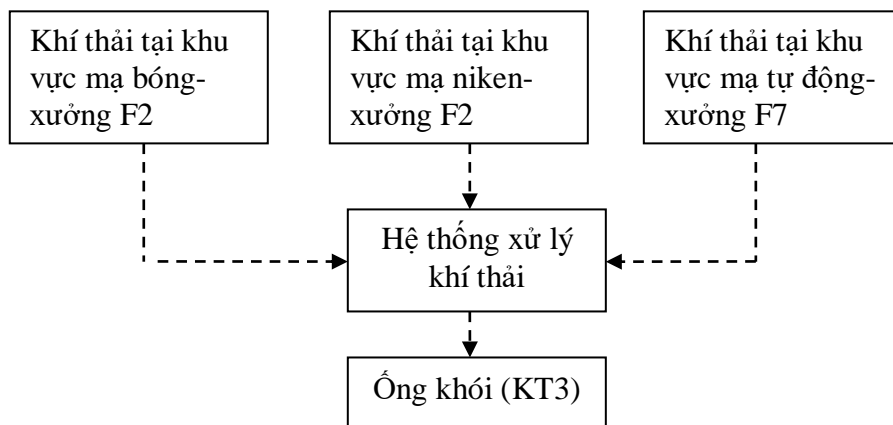 Khí thải tại khu
vực mạ bóng-
xưởng F2
Khí thải tại khu
vực mạ niken-
xưởng F2
Khí thải tại khu
vực mạ tự động-
xưởng F7
Hệ thống xử lý
khí thải
Ống khói (KT3)